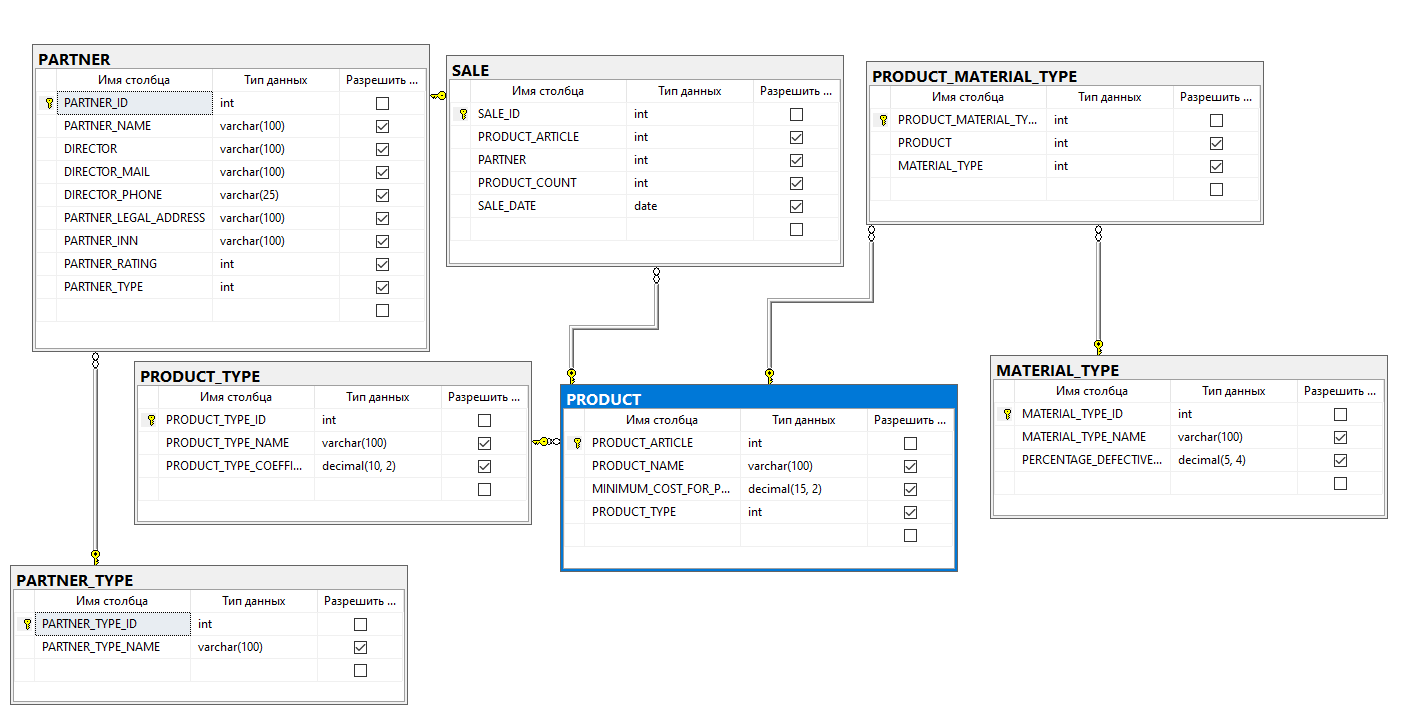 PARTNER
Имя столбца Тип данных Разрешить ...
PARTNER_ID int
PARTNER_NAME varchar(100)
DIRECTOR varchar(100)
DIRECTOR_MAIL varchar(100)
DIRECTOR_PHONE varchar(25)
PARTNER_LEGAL_ADDRESS varchar(100)
PARTNER_INN varchar(100)
PARTNER_RATING int
PARTNER_TYPE int
SALE
Имя столбца Тип данных Разрешить ...
SALE_ID int
PRODUCT_ARTICLE int
PARTNER int
PRODUCT_COUNT int
SALE_DATE date
PRODUCT_MATERIAL_TYPE
Имя столбца Тип данных Разрешить ...
PRODUCT_MATERIAL_TY... int
PRODUCT int
MATERIAL_TYPE int
PRODUCT_TYPE
Имя столбца Тип данных Разрешить ...
PRODUCT_TYPE_ID int
PRODUCT_TYPE_NAME varchar(100)
PRODUCT_TYPE_COEFFI... decimal(10, 2)
PRODUCT
Имя столбца Тип данных Разрешить ...
PRODUCT_ARTICLE int
PRODUCT_NAME varchar(100)
MINIMUM_COST_FOR_P... decimal(15, 2)
PRODUCT_TYPE int
MATERIAL_TYPE
Имя столбца Тип данных Разрешить ...
MATERIAL_TYPE_ID int
MATERIAL_TYPE_NAME varchar(100)
PERCENTAGE_DEFECTIVE... decimal(5, 4)
PARTNER_TYPE
Имя столбца Тип данных Разрешить ...
PARTNER_TYPE_ID int
PARTNER_TYPE_NAME varchar(100)